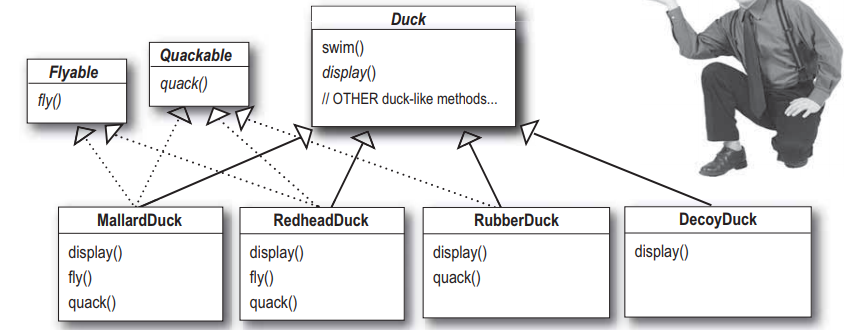 Flyable
fly()
Quackable
quack()
Duck
swim()
display()
// OTHER duck-like methods...
MallardDuck
display()
fly()
quack()
RedheadDuck
display()
fly()
quack()
RubberDuck
display()
quack()
DecoyDuck
display()